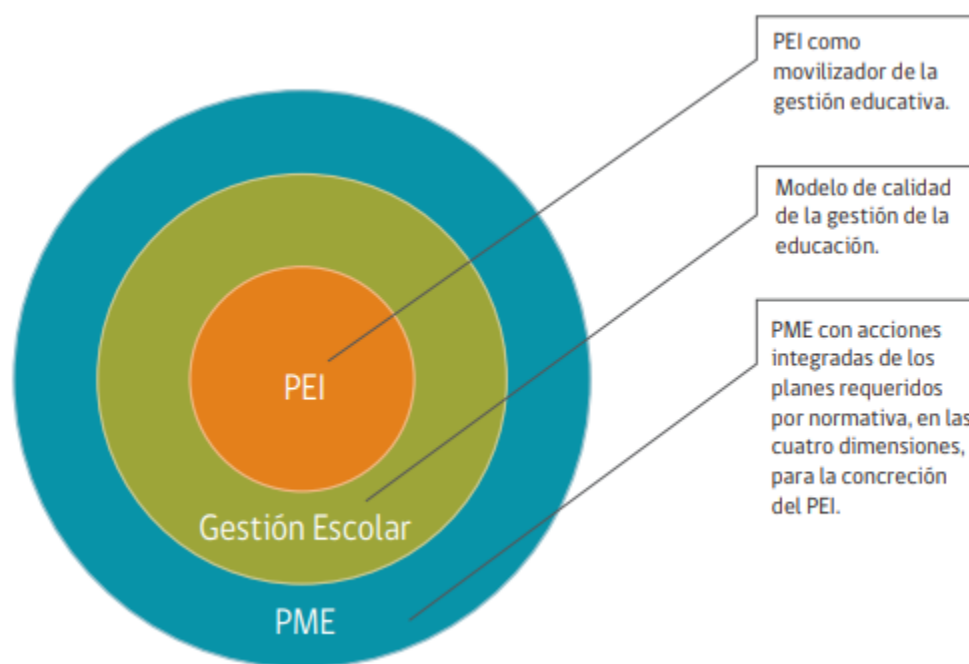 PEI como
movilizador de la
gestión educativa.
Modelo de calidad
de la gestión de la
educación.
PME con acciones
integradas de los
planes requeridos
por normativa, en las
cuatro dimensiones,
para la concreción
del PEI.
PEI
Gestión Escolar
PME